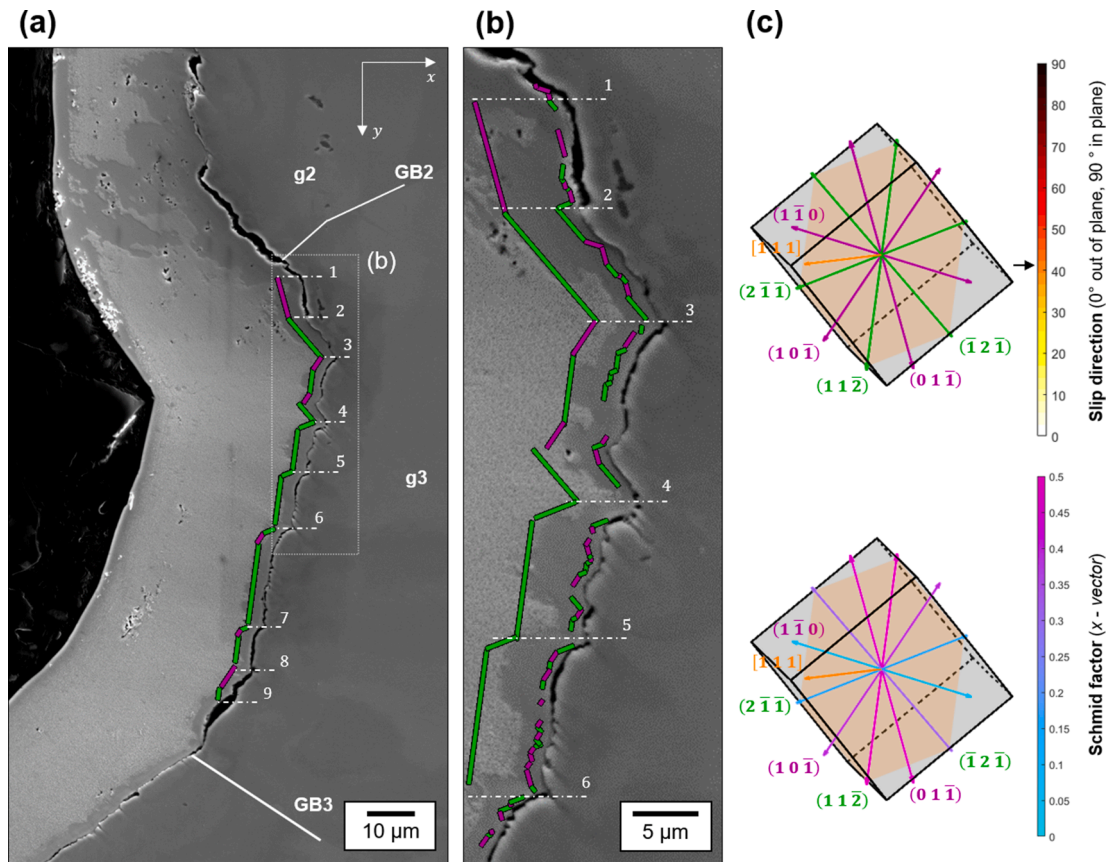 (a)
(b)
(c)
x
y
g2
GB2
(b)
1
2
3
4
5
6
7
8
9
g3
GB3
10 µm
1
2
3
4
5
6
5 µm
(1 1̅ 0)
[1̅ 1 1]
(2 1̅ 1̅)
(1 0 1̅)
(1 1 2̅)
(0 1 1̅)
(1̅ 2 1̅)
90
80
70
60
50
40
30
20
10
0
Slip direction (0° out of plane, 90 ° in plane)
(1 1̅ 0)
[1̅ 1 1]
(2 1̅ 1̅)
(1 0 1̅)
(1 1 2̅)
(0 1 1̅)
(1̅ 2 1̅)
0.5
0.45
0.4
0.35
0.3
0.25
0.2
0.15
0.1
0.05
0
Schmid factor (x - vector)